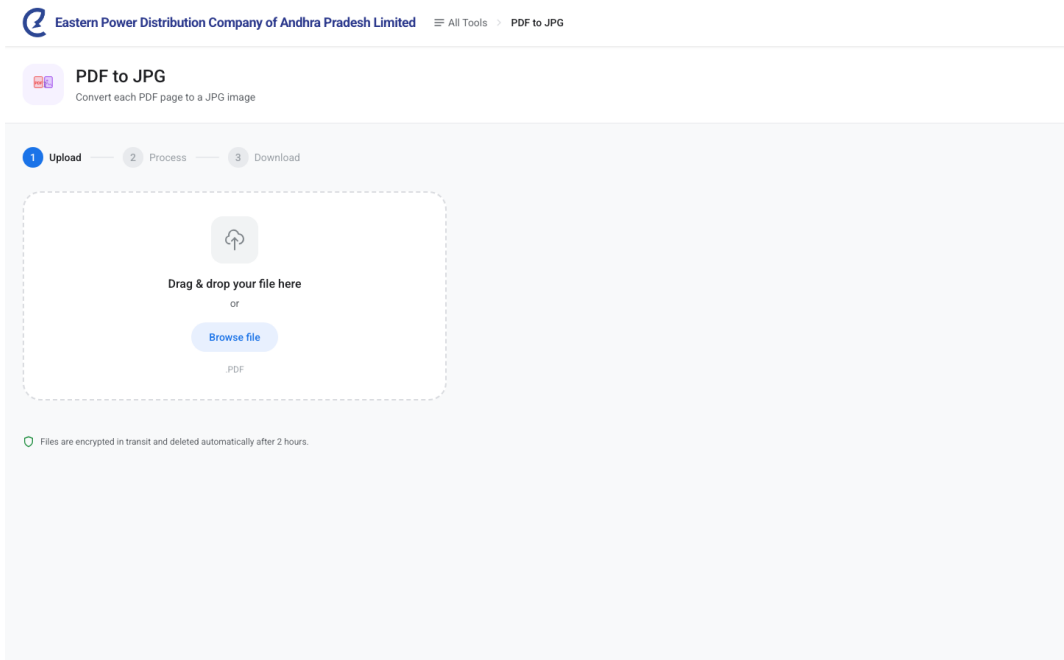 Eastern Power Distribution Company of Andhra Pradesh Limited All Tools > PDF to JPG
PDF to JPG
Convert each PDF page to a JPG image
1 Upload 2 Process 3 Download
Drag & drop your file here
or
Browse file
.PDF
Files are encrypted in transit and deleted automatically after 2 hours.